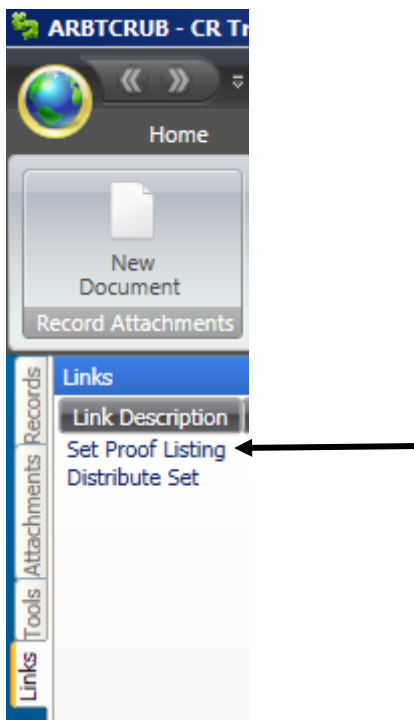 ARBTCRUB - CR Tr
Home
New
Document
Record Attachments
Links
Link Description
Set Proof Listing
Distribute Set
Records
Attachments
Tools
Links